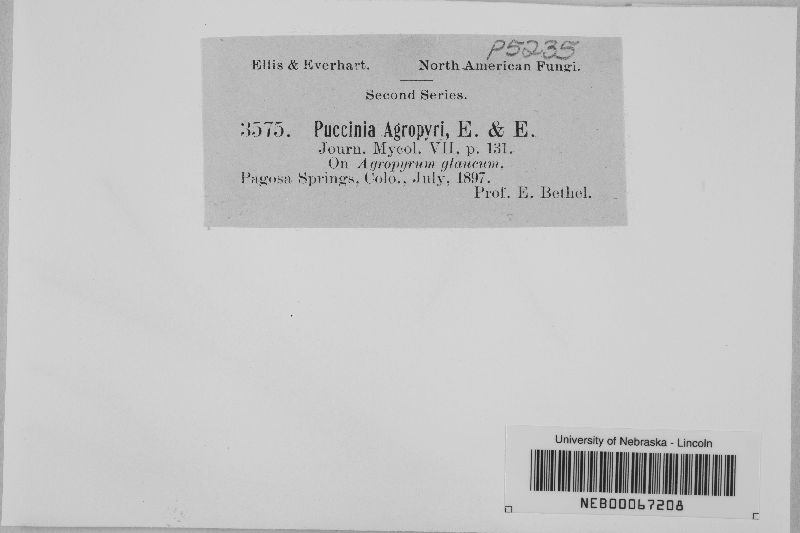 P5235
Ellis & Everhart. North American Fungi.
Second Series.
3575. Puccinia Agropyri, E. & E.
Journ. Mycol. VII, p. 131.
On Agropyrum glaucum.
Pagosa Springs, Colo., July, 1897.
Prof. E. Bethel.
University of Nebraska - Lincoln
NEB00067208